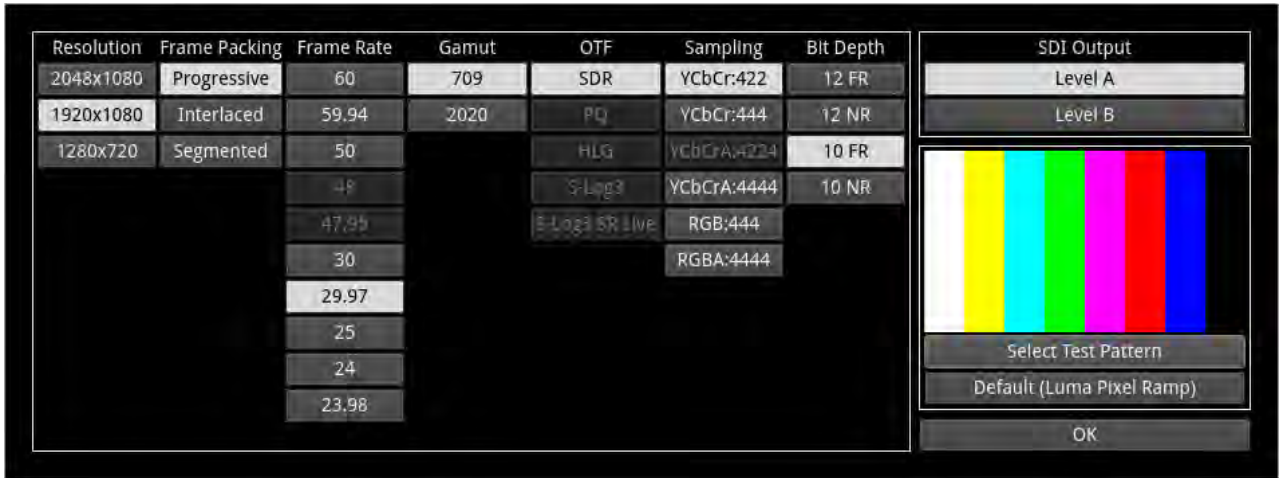 Resolution Frame Packing Frame Rate Gamut OTF Sampling Bit Depth SDI Output
2048x1080 Progressive 60 709 SDR YCbCr:422 12 FR Level A
1920x1080 Interlaced 59.94 2020 PQ YCbCr:444 12 NR Level B
1280x720 Segmented 50 HLG YCbCrA:4224 10 FR
48 S-Log3 YCbCrA:4444 10 NR
47.95 S-Log3 SR Live RGB:444
30 RGBA:4444
29.97
25
24
23.98
Select Test Pattern
Default (Luma Pixel Ramp)
OK